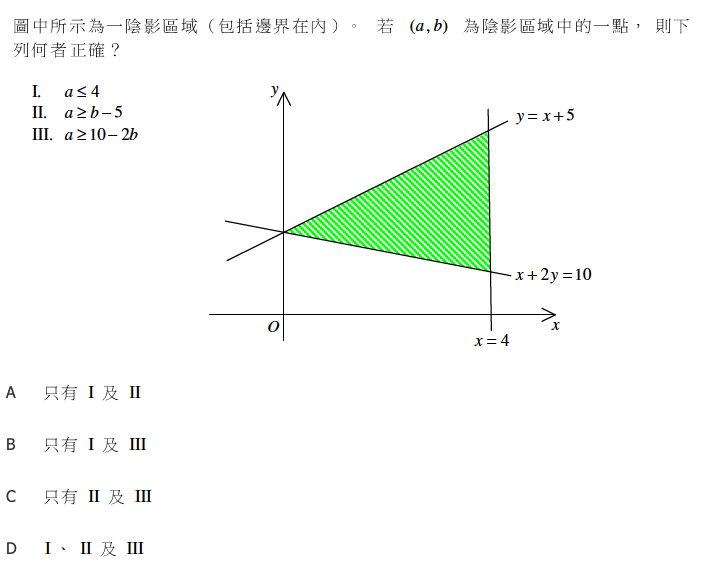 圖中所示為一陰影區域（包括邊界在內）。 若 (a, b) 為陰影區域中的一點， 則下
列何者正確？
I. a ≤ 4
II. a ≥ b − 5
III. a ≥ 10 − 2b
y
y = x + 5
x + 2y = 10
O
x
x = 4
A 只有 I 及 II
B 只有 I 及 III
C 只有 II 及 III
D I 、 II 及 III